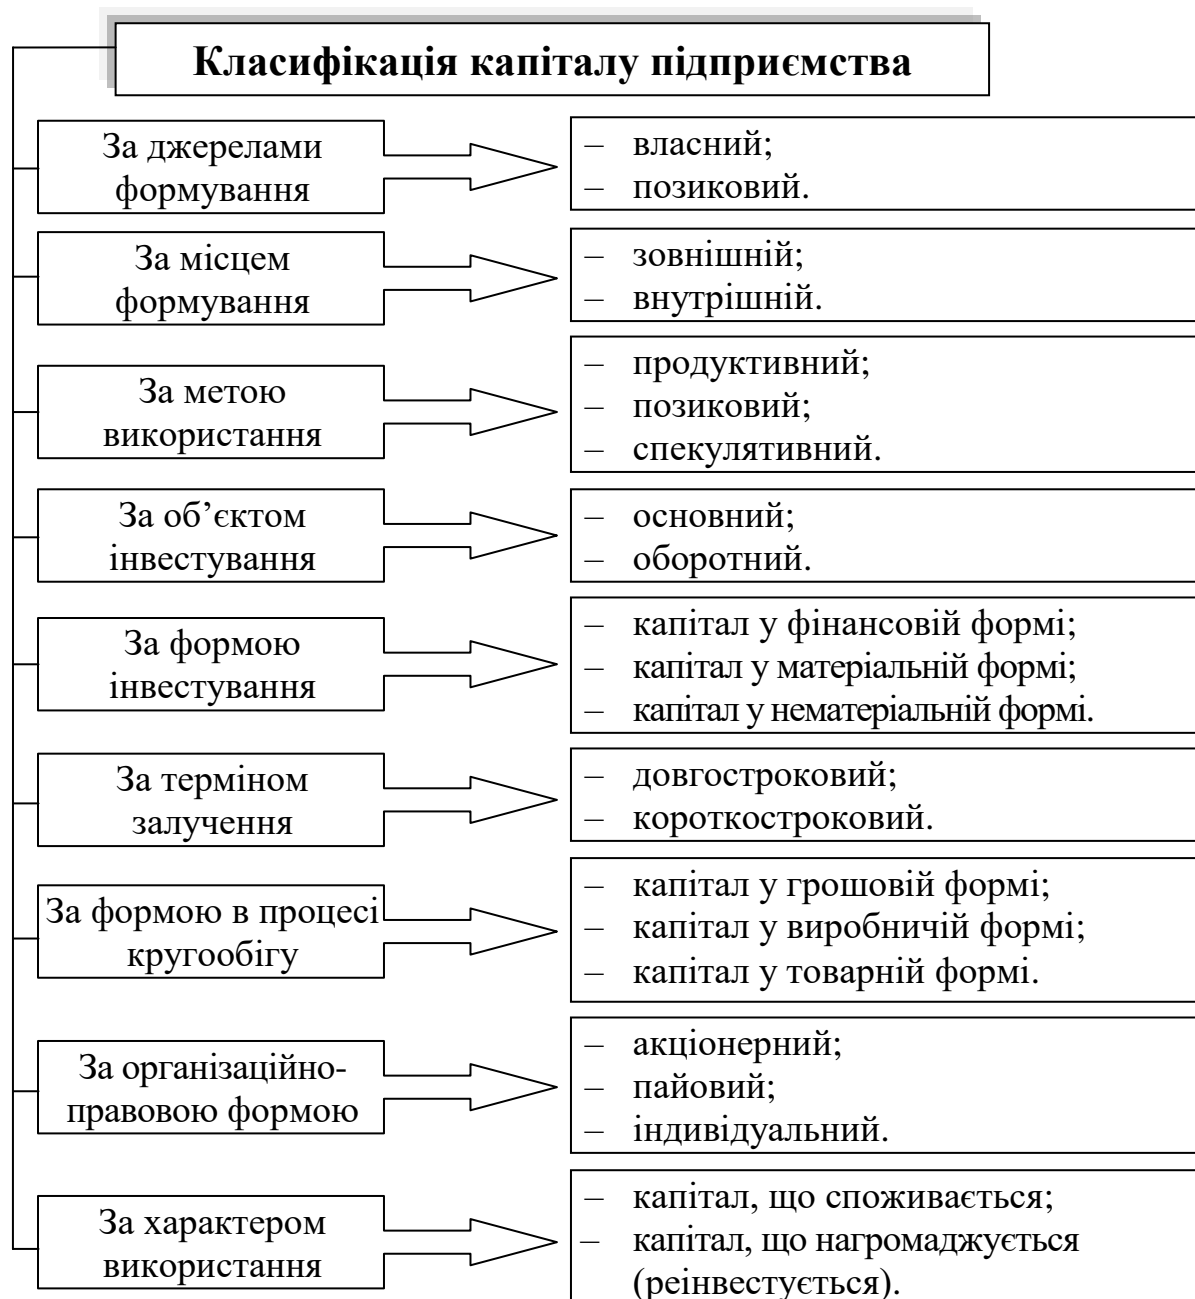 Класифікація капіталу підприємства
За джерелами
формування
– власний;
– позиковий.
За місцем
формування
– зовнішній;
– внутрішній.
За метою
використання
– продуктивний;
– позиковий;
– спекулятивний.
За об’єктом
інвестування
– основний;
– оборотний.
За формою
інвестування
– капітал у фінансовій формі;
– капітал у матеріальній формі;
– капітал у нематеріальній формі.
За терміном
залучення
– довгостроковий;
– короткостроковий.
За формою в процесі
кругообігу
– капітал у грошовій формі;
– капітал у виробничій формі;
– капітал у товарній формі.
За організаційно-
правовою формою
– акціонерний;
– пайовий;
– індивідуальний.
За характером
використання
– капітал, що споживається;
– капітал, що нагромаджується
(реінвестується).